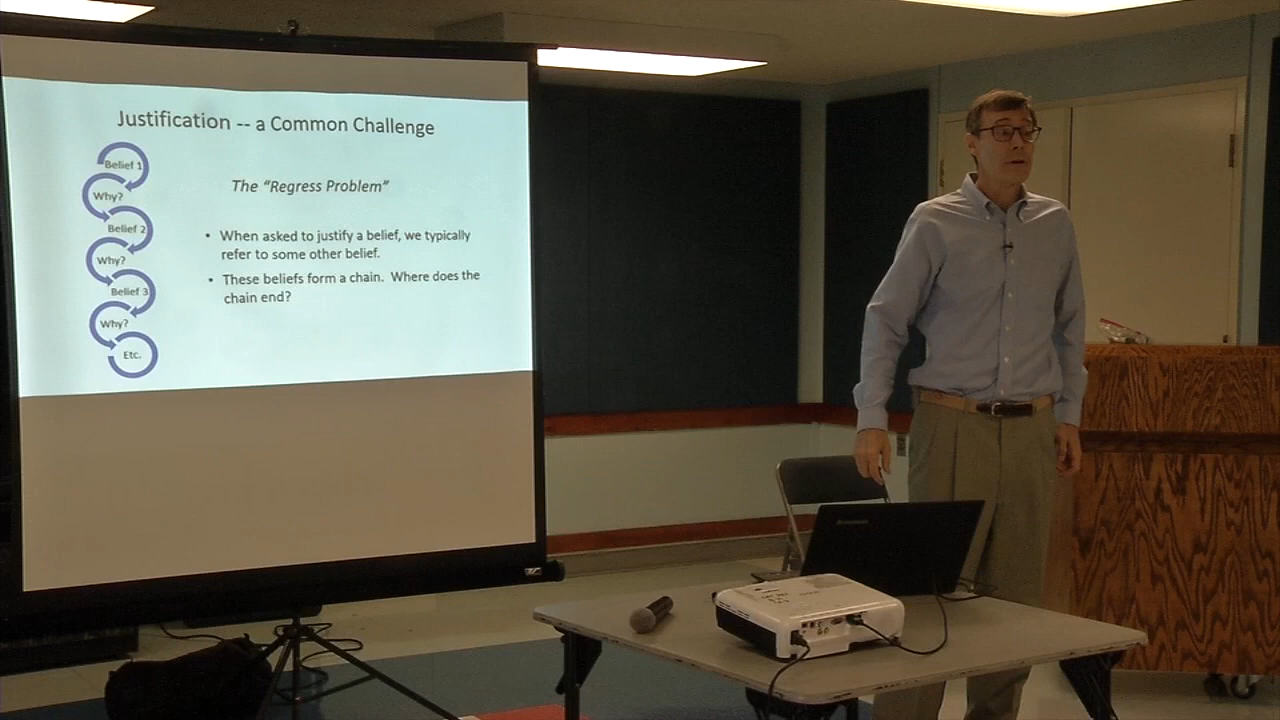 Justification -- a Common Challenge
Belief 1
Why?
Belief 2
Why?
Belief 3
Why?
Etc.
The “Regress Problem”
• When asked to justify a belief, we typically
refer to some other belief.
• These beliefs form a chain. Where does the
chain end?